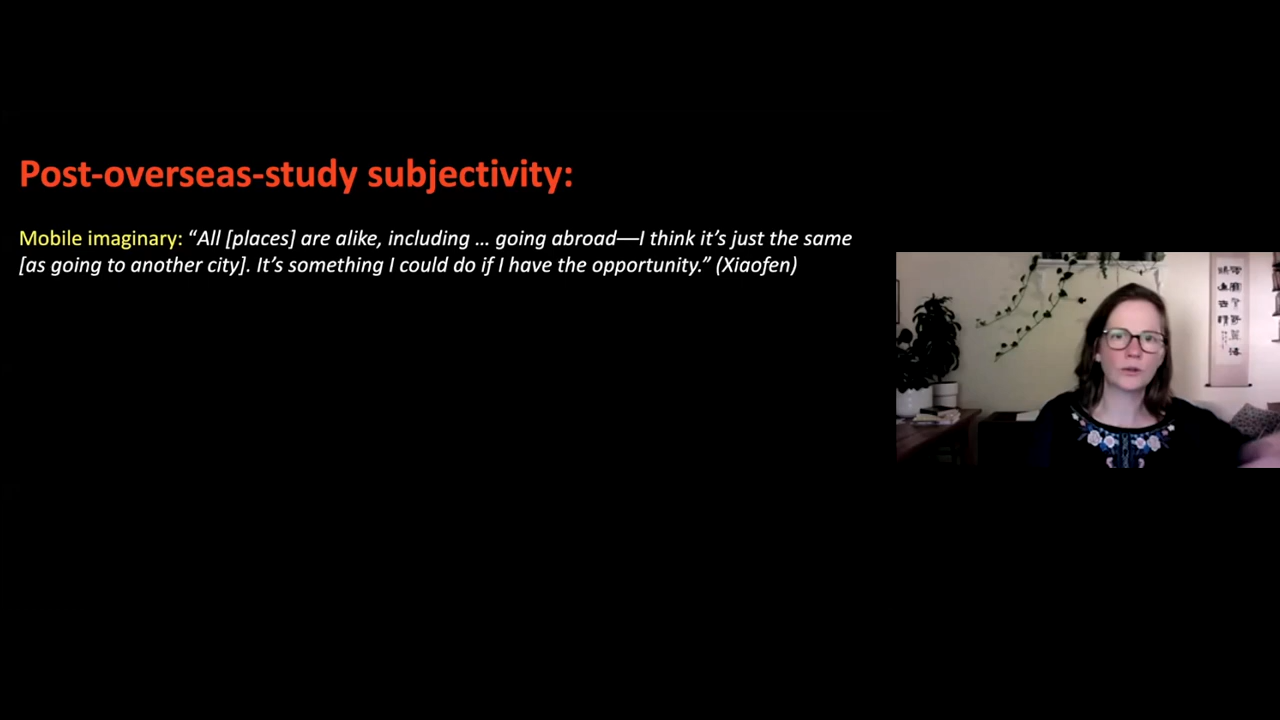 Post-overseas-study subjectivity:
Mobile imaginary: “All [places] are alike, including … going abroad—I think it’s just the same
[as going to another city]. It’s something I could do if I have the opportunity.” (Xiaofen)